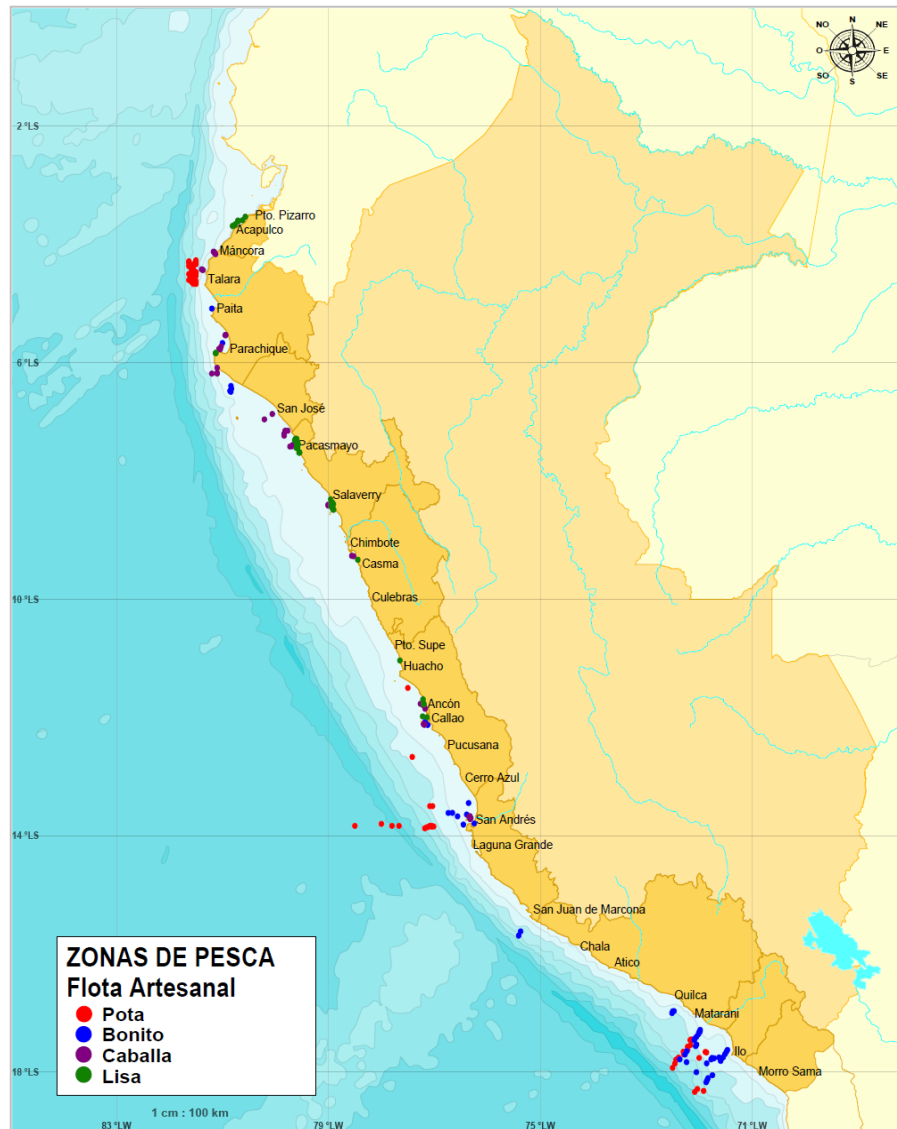 N
NO
NE
O
E
SO
SE
S
2 °LS
Pto. Pizarro
Acapulco
Máncora
Talara
Paita
Parachique
6 °LS
San José
Pacasmayo
Salaverry
Chimbote
Casma
10 °LS
Culebras
Pto. Supe
Huacho
Ancón
Callao
Pucusana
Cerro Azul
San Andrés
14 °LS
Laguna Grande
San Juan de Marcona
Chala
Atico
Quilca
Matarani
Ilo
18 °LS
Morro Sama
ZONAS DE PESCA
Flota Artesanal
Pota
Bonito
Caballa
Lisa
1 cm : 100 km
83 °LW
79 °LW
75 °LW
71 °LW